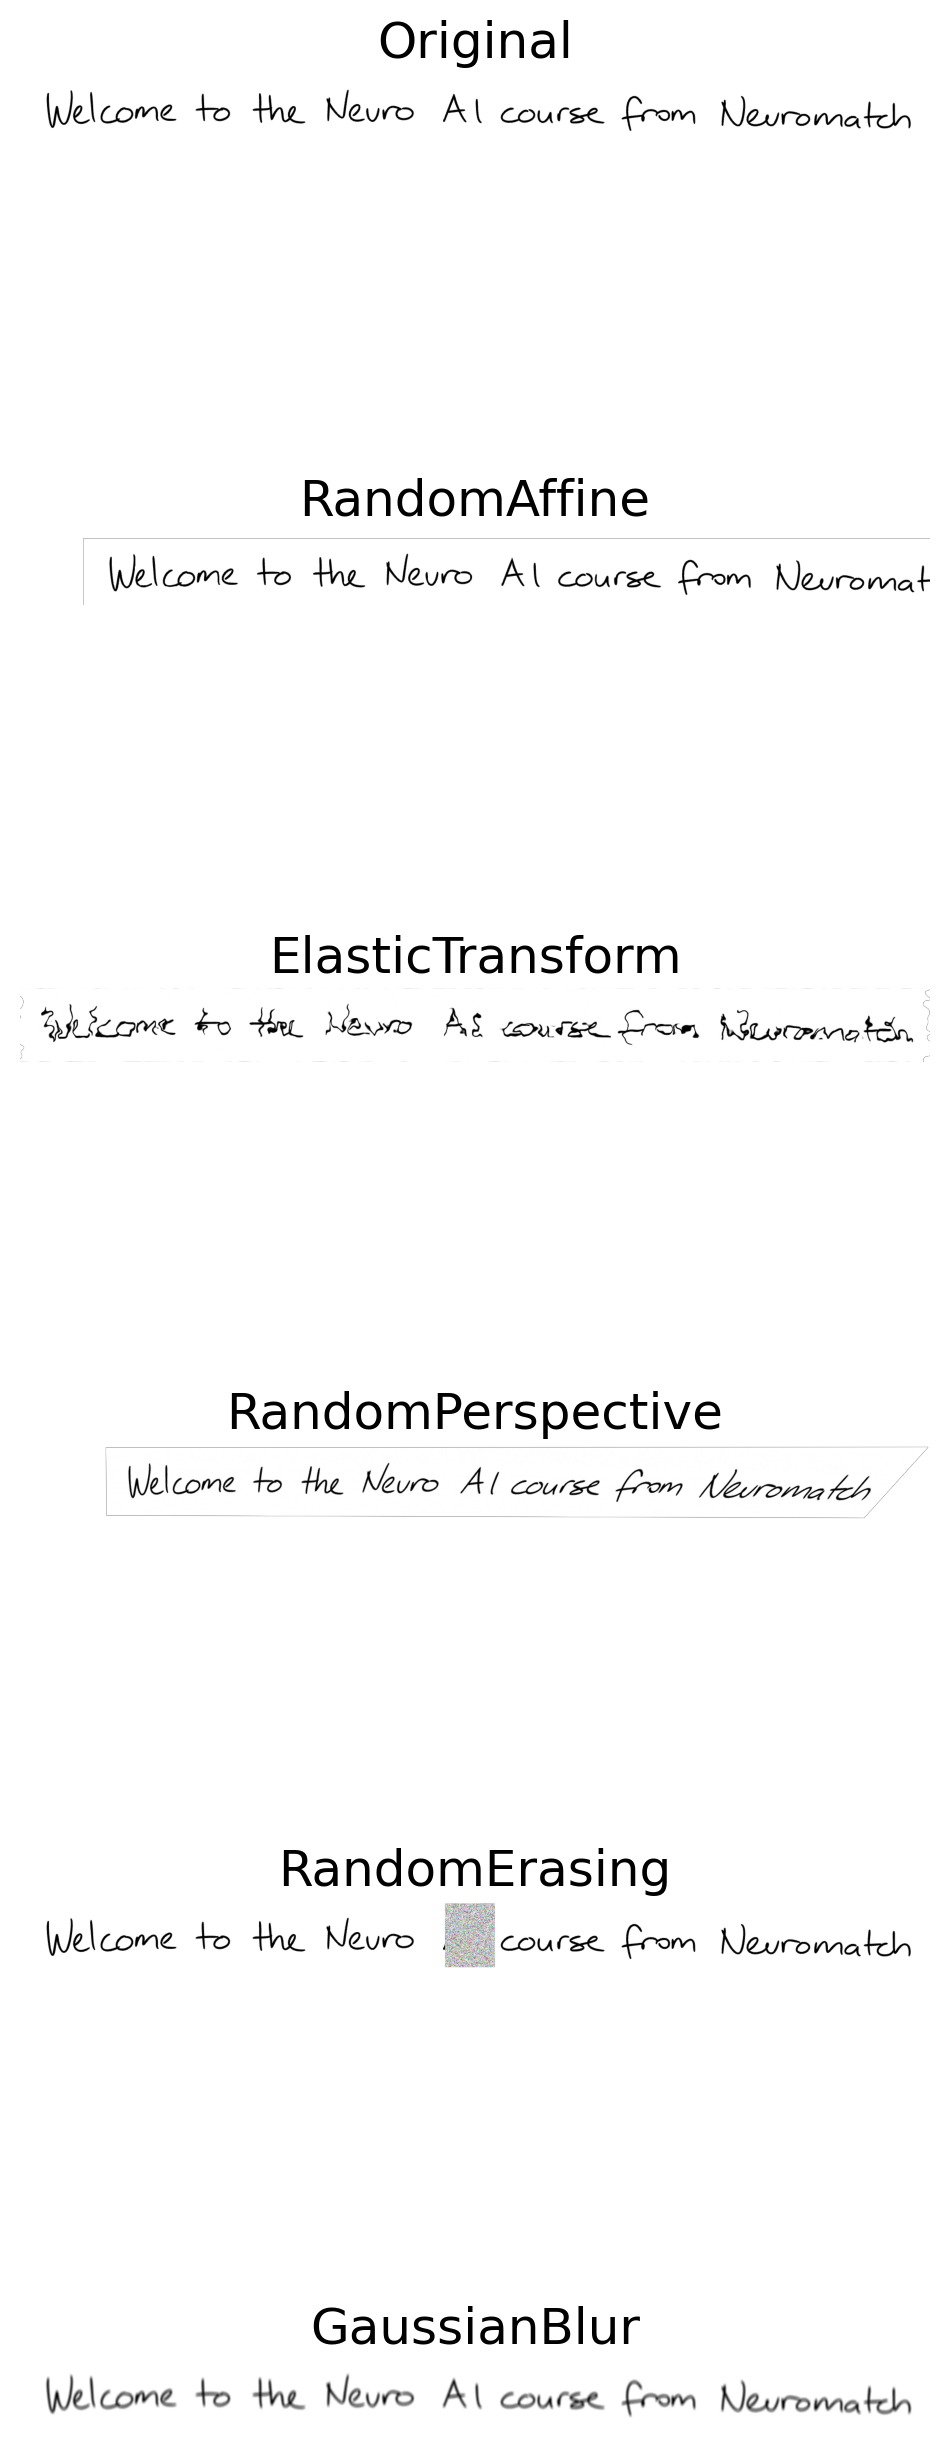 Original
Welcome to the Neuro AI course from Neuromatch
RandomAffine
Welcome to the Neuro AI course from Neuromat
ElasticTransform
Welcome to the Neuro AI course from Neuromatch
RandomPerspective
Welcome to the Neuro AI course from Neuromatch
RandomErasing
Welcome to the Neuro course from Neuromatch
GaussianBlur
Welcome to the Neuro AI course from Neuromatch